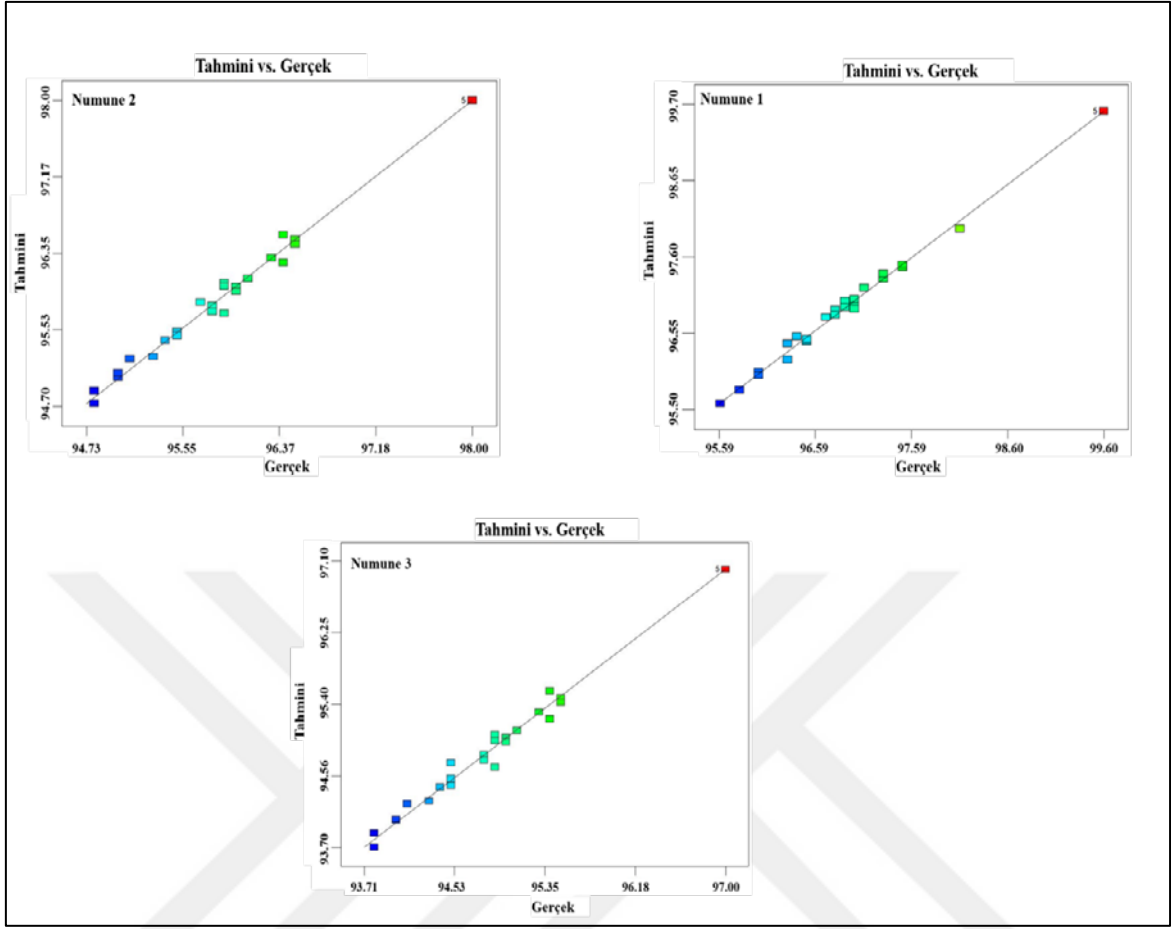 Tahmini vs. Gerçek
Numune 2
98.00
97.17
96.35
95.53
94.70
Tahmini
5
94.73 95.55 96.37 97.18 98.00
Gerçek
Tahmini vs. Gerçek
Numune 1
99.70
98.65
97.60
96.55
95.50
Tahmini
5
95.59 96.59 97.59 98.60 99.60
Gerçek
Tahmini vs. Gerçek
Numune 3
97.10
96.25
95.40
94.56
93.70
Tahmini
5
93.71 94.53 95.35 96.18 97.00
Gerçek